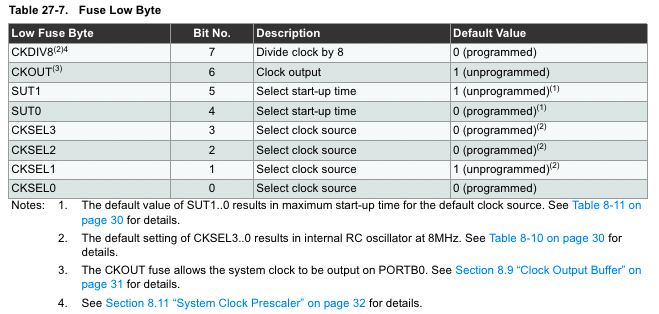 Table 27-7. Fuse Low Byte
Low Fuse Byte Bit No. Description Default Value
CKDIV8(2)4 7 Divide clock by 8 0 (programmed)
CKOUT(3) 6 Clock output 1 (unprogrammed)
SUT1 5 Select start-up time 1 (unprogrammed)(1)
SUT0 4 Select start-up time 0 (programmed)(1)
CKSEL3 3 Select clock source 0 (programmed)(2)
CKSEL2 2 Select clock source 0 (programmed)(2)
CKSEL1 1 Select clock source 1 (unprogrammed)(2)
CKSEL0 0 Select clock source 0 (programmed)
Notes: 1. The default value of SUT1..0 results in maximum start-up time for the default clock source. See Table 8-11 on
page 30 for details.
2. The default setting of CKSEL3..0 results in internal RC oscillator at 8MHz. See Table 8-10 on page 30 for
details.
3. The CKOUT fuse allows the system clock to be output on PORTB0. See Section 8.9 “Clock Output Buffer” on
page 31 for details.
4. See Section 8.11 “System Clock Prescaler” on page 32 for details.